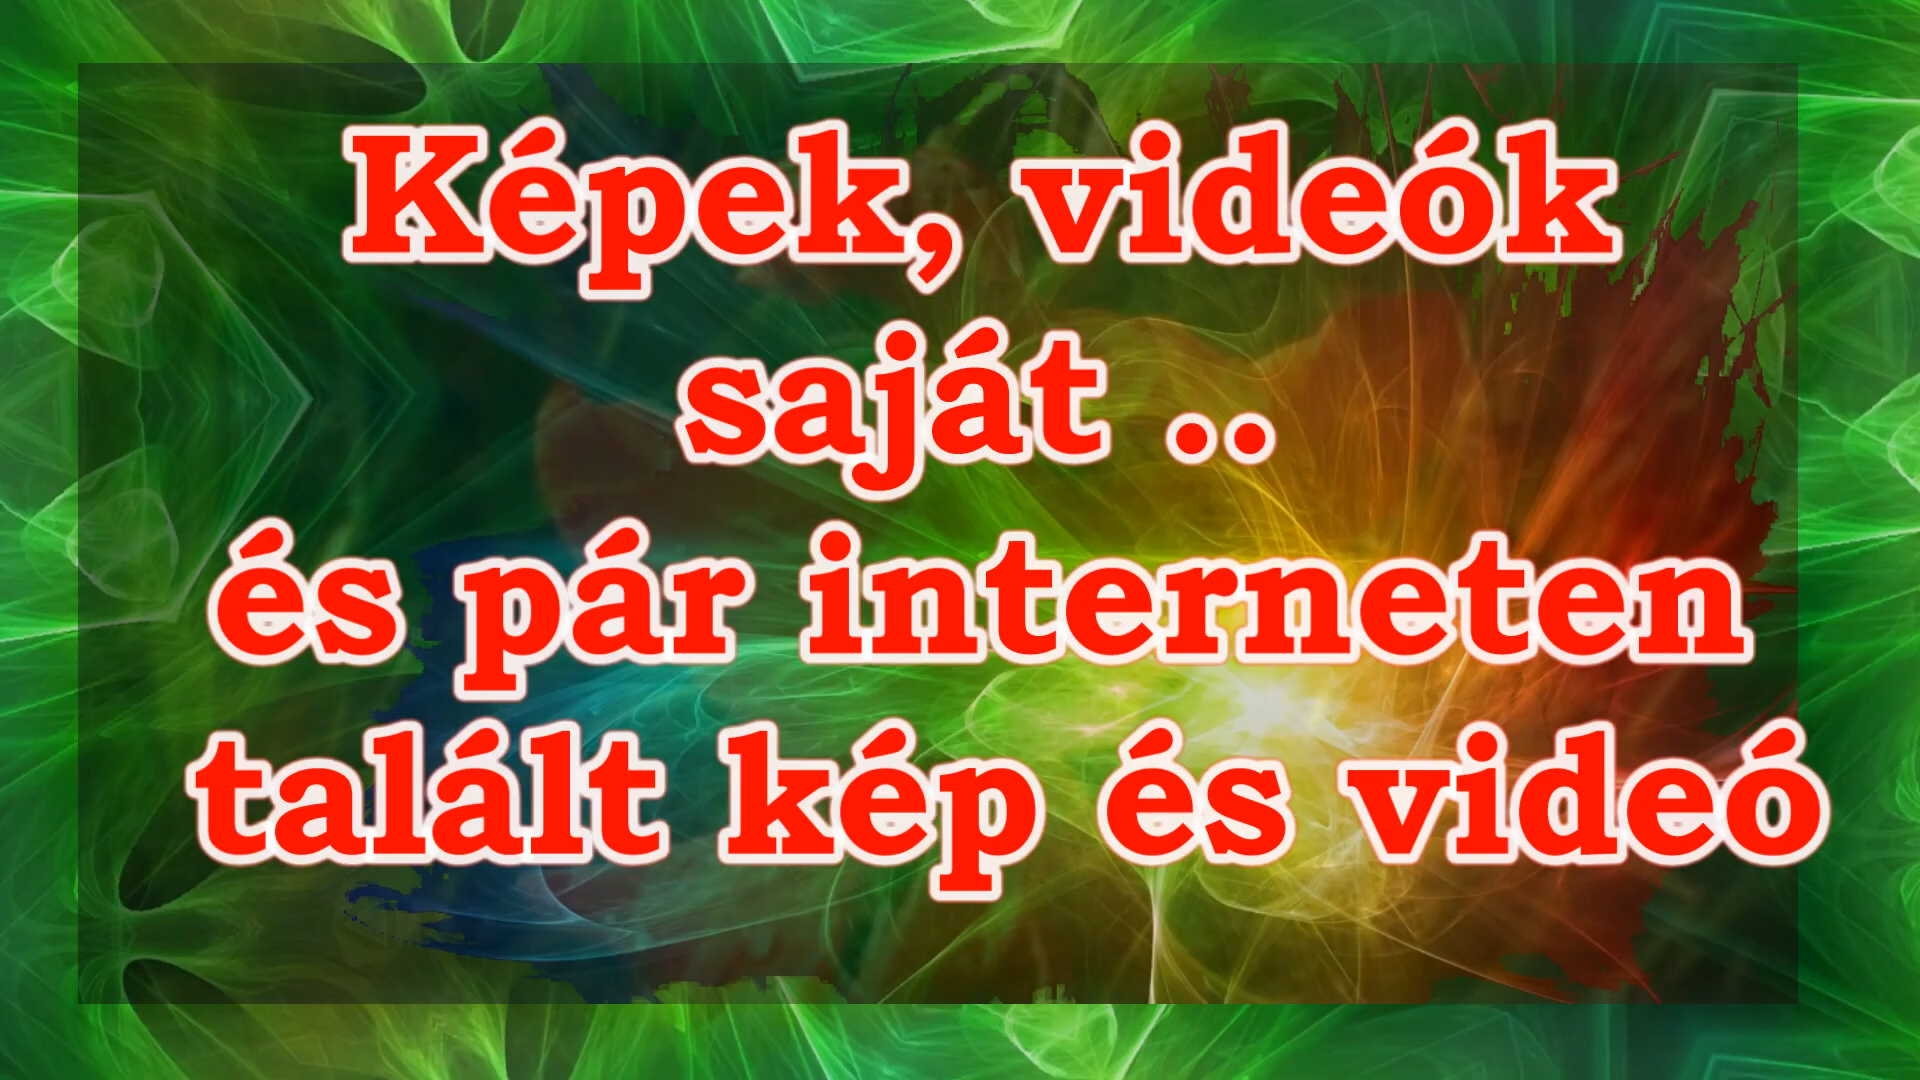 Képek, videók
saját ..
és pár interneten
talált kép és videó